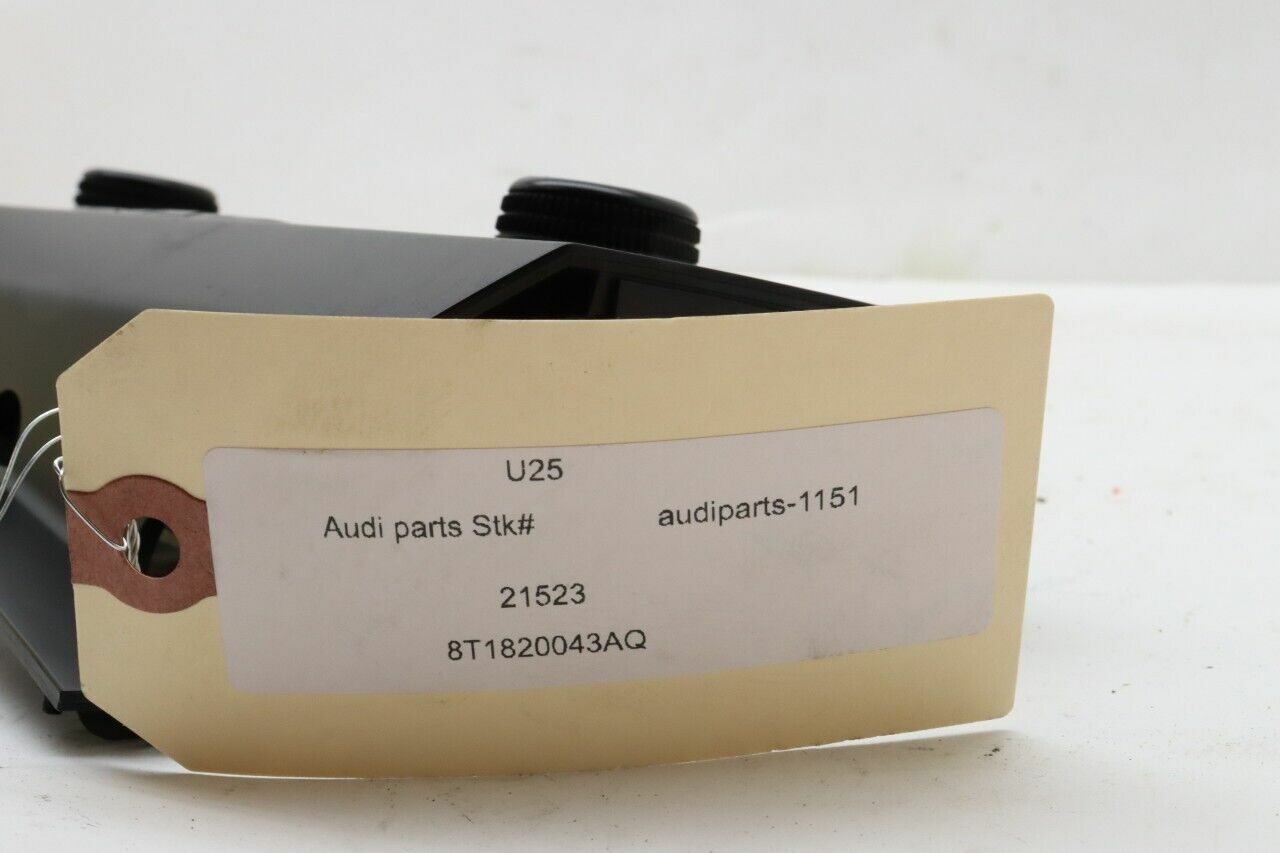 U25
Audi parts Stk# audiparts-1151
21523
8T1820043AQ